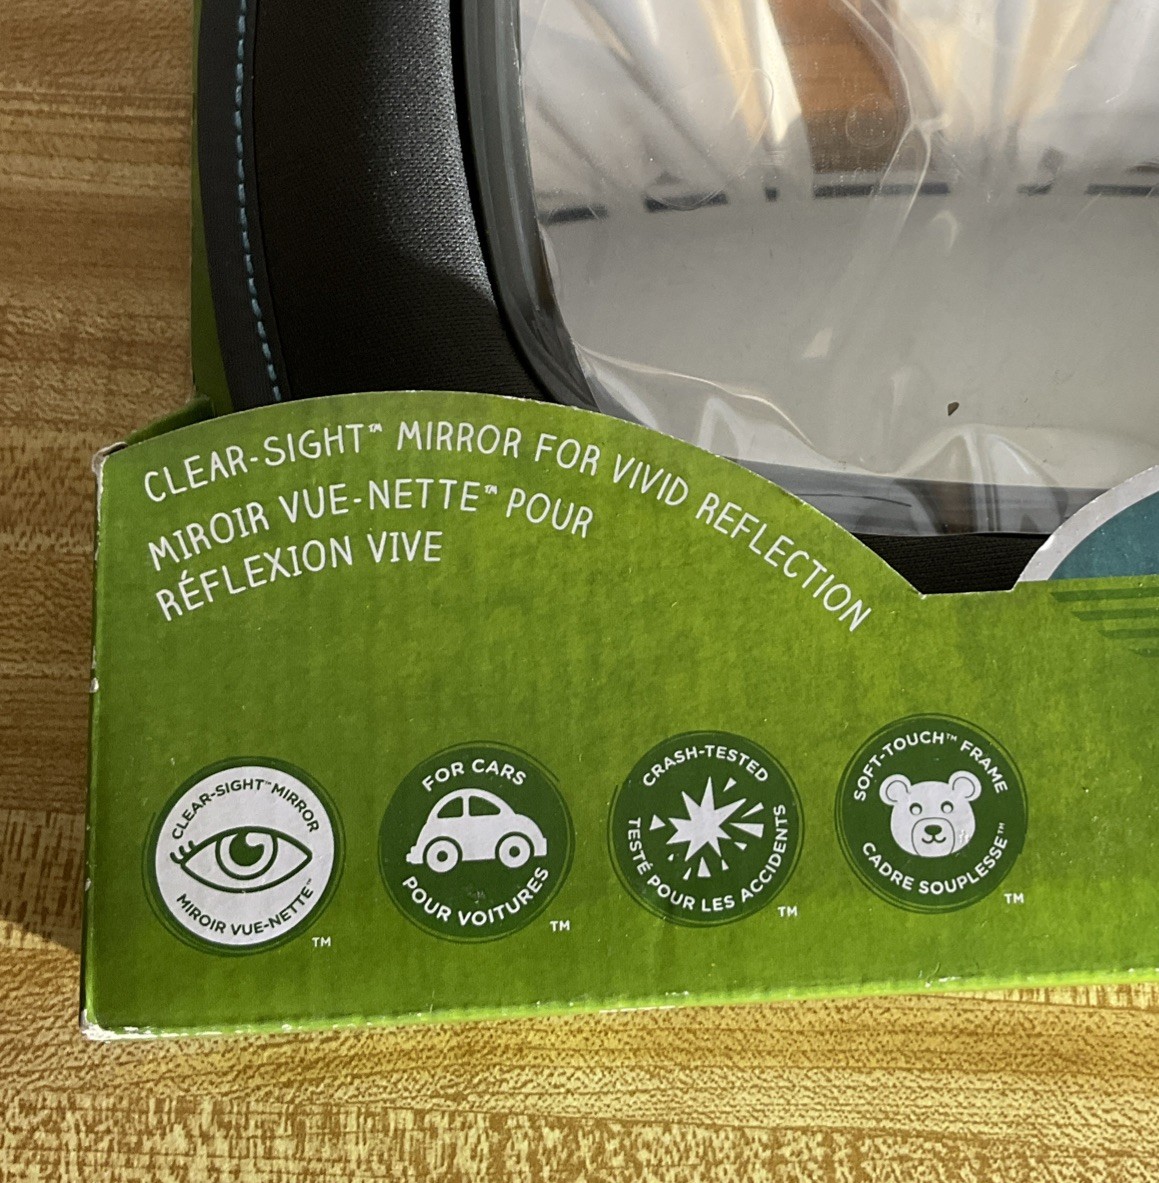 CLEAR-SIGHT™ MIRROR FOR VIVID REFLECTION
MIROIR VUE-NETTE™ POUR
RÉFLEXION VIVE
CLEAR-SIGHT™ MIRROR
MIROIR VUE-NETTE™
TM
FOR CARS
POUR VOITURES
TM
CRASH-TESTED
TESTÉ POUR LES ACCIDENTS
TM
SOFT-TOUCH™ FRAME
CADRE SOUPLESSE™
TM